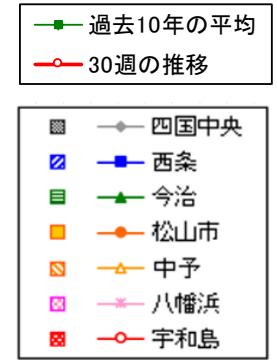 過去10年の平均
30週の推移
四国中央
西条
今治
松山市
中予
八幡浜
宇和島